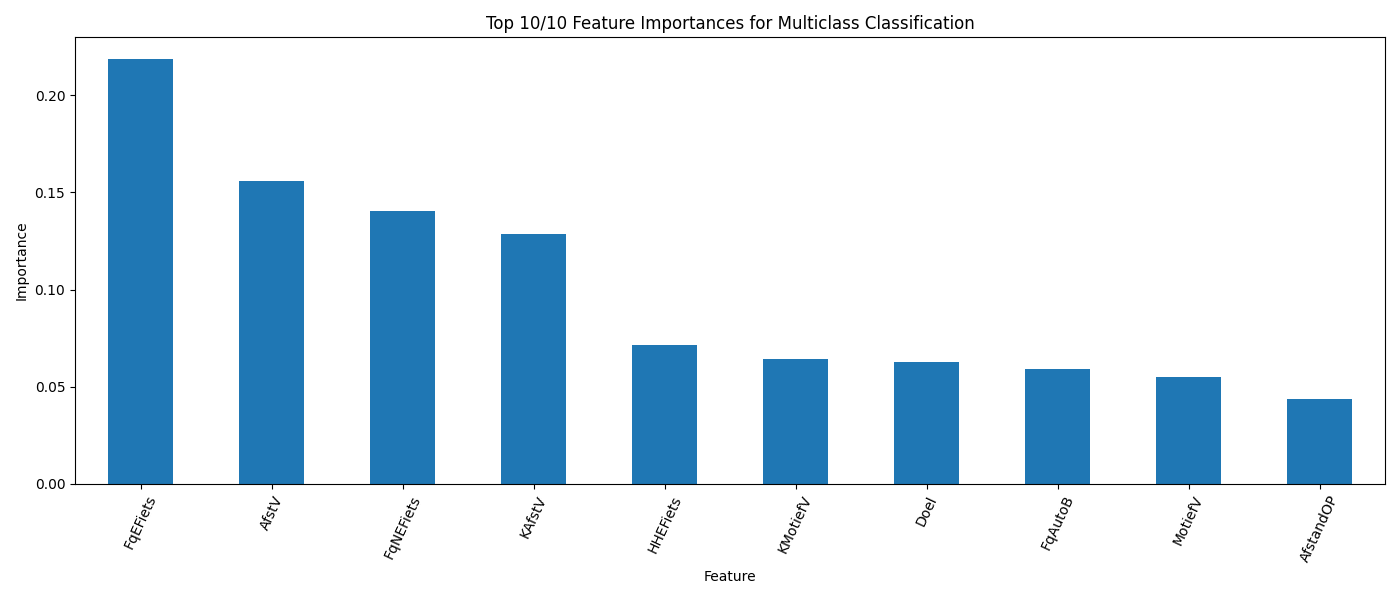 Top 10/10 Feature Importances for Multiclass Classification
Importance
0.20
0.15
0.10
0.05
0.00
FqEFiets
AfstV
FqNEFiets
KAfstV
HHEFiets
KMotiefV
Doel
FqAutoB
MotiefV
AfstandOP
Feature